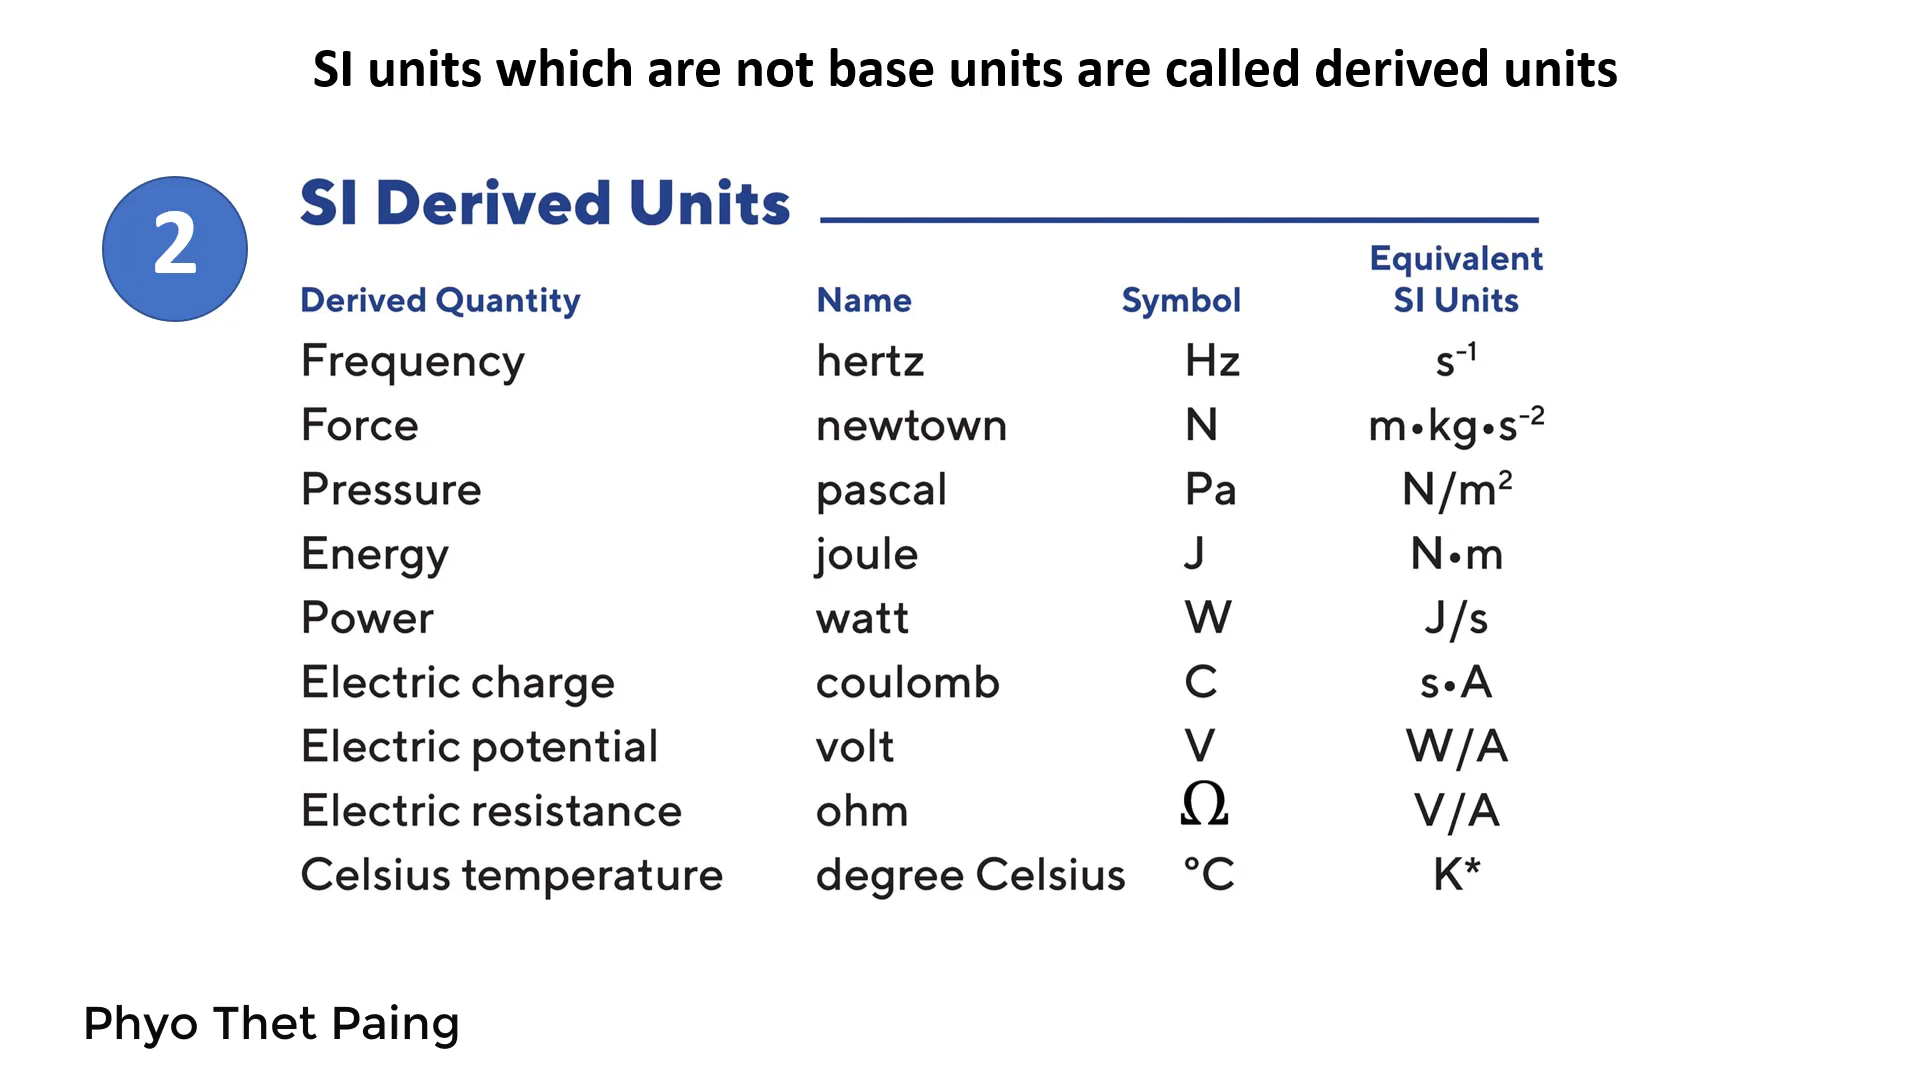 SI units which are not base units are called derived units
2
SI Derived Units
Derived Quantity Name Symbol Equivalent SI Units
Frequency hertz Hz s⁻¹
Force newtown N m•kg•s⁻²
Pressure pascal Pa N/m²
Energy joule J N•m
Power watt W J/s
Electric charge coulomb C s•A
Electric potential volt V W/A
Electric resistance ohm Ω V/A
Celsius temperature degree Celsius °C K*
Phyo Thet Paing